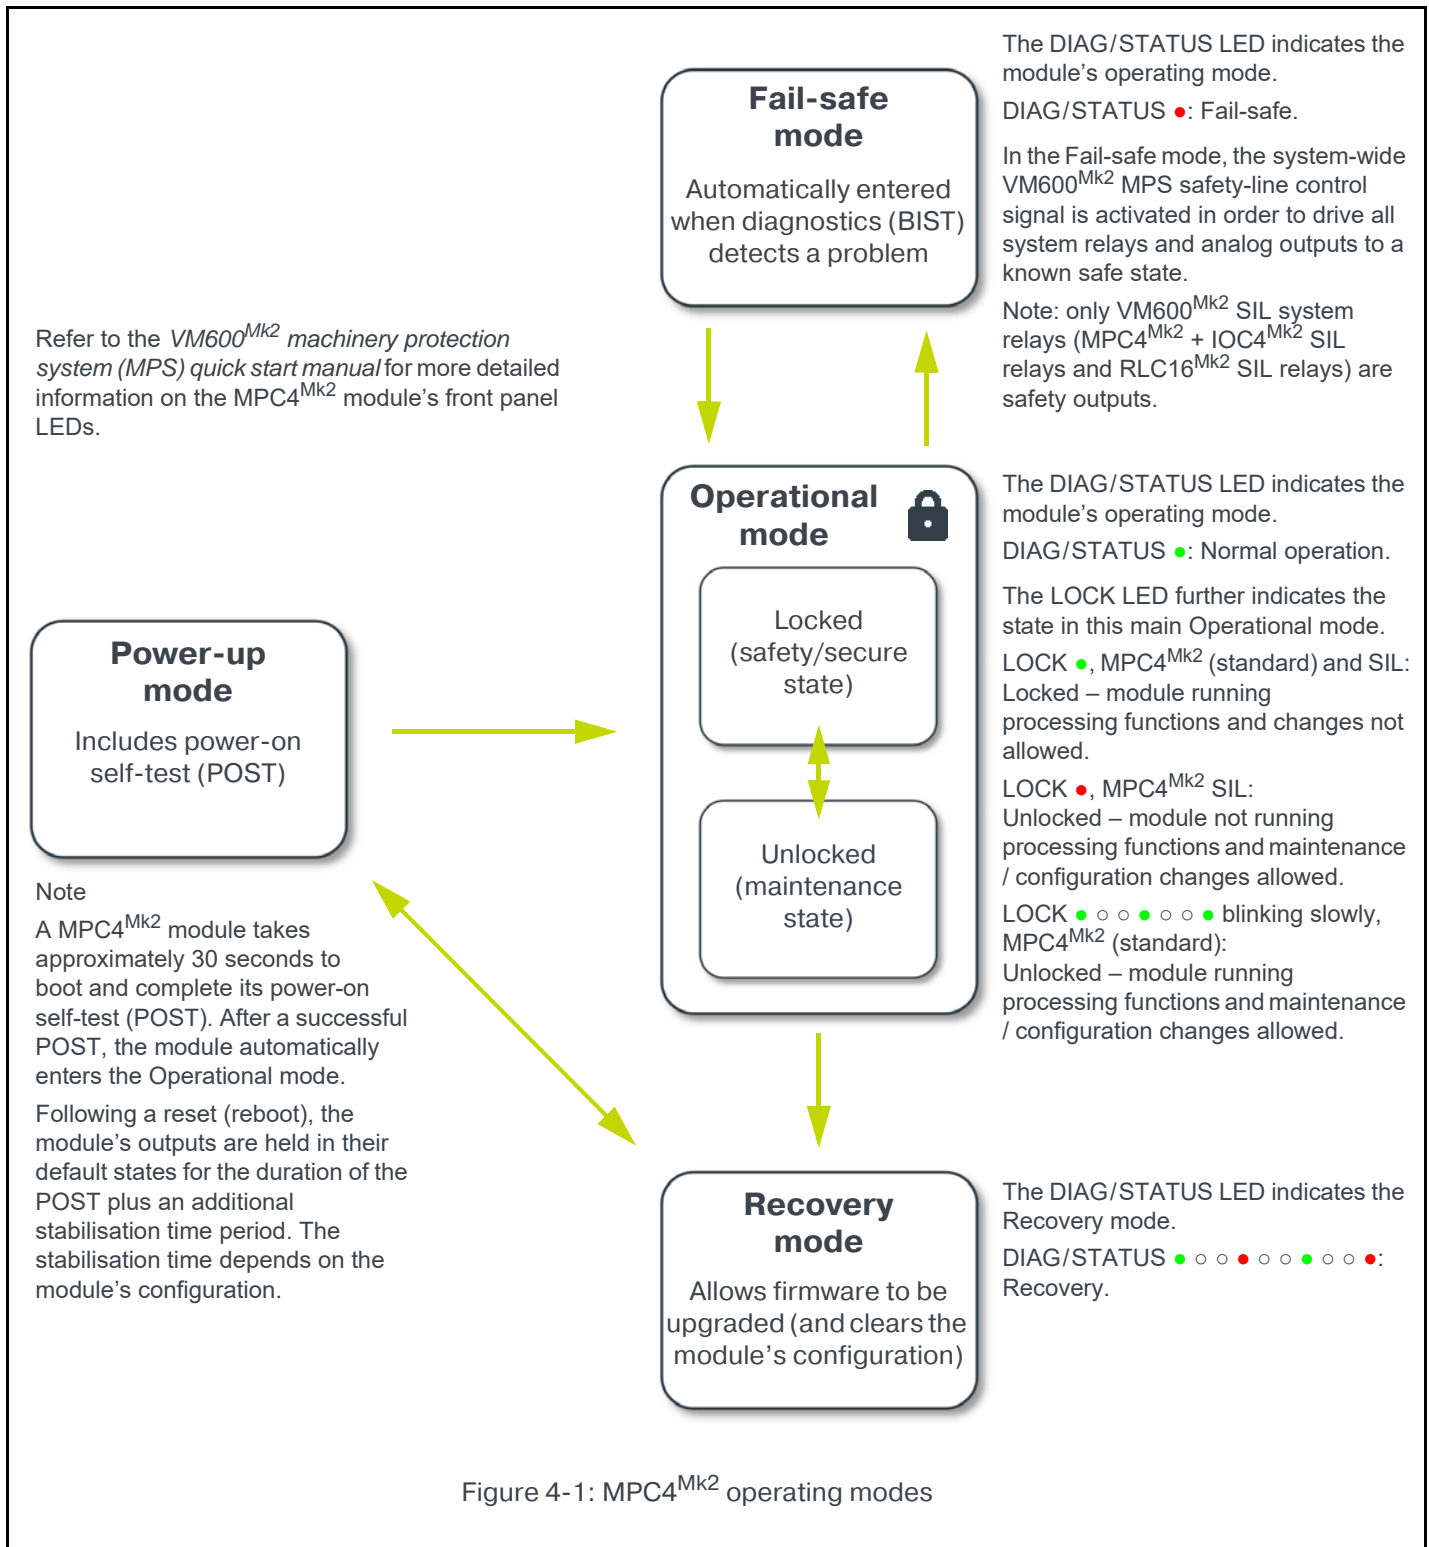 The DIAG/STATUS LED indicates the
module's operating mode.
DIAG/STATUS ●: Fail-safe.
In the Fail-safe mode, the system-wide
VM600Mk2 MPS safety-line control
signal is activated in order to drive all
system relays and analog outputs to a
known safe state.
Note: only VM600Mk2 SIL system
relays (MPC4Mk2 + IOC4Mk2 SIL
relays and RLC16Mk2 SIL relays) are
safety outputs.
Fail-safe
mode
Automatically entered
when diagnostics (BIST)
detects a problem
Refer to the VM600Mk2 machinery protection
system (MPS) quick start manual for more detailed
information on the MPC4Mk2 module's front panel
LEDs.
Operational
mode
Locked
(safety/secure
state)
Unlocked
(maintenance
state)
The DIAG/STATUS LED indicates the
module's operating mode.
DIAG/STATUS ●: Normal operation.
The LOCK LED further indicates the
state in this main Operational mode.
LOCK ●, MPC4Mk2 (standard) and SIL:
Locked – module running
processing functions and changes not
allowed.
LOCK ●, MPC4Mk2 SIL:
Unlocked – module not running
processing functions and maintenance
/ configuration changes allowed.
LOCK ● ○ ○ ● ○ ○ ● blinking slowly,
MPC4Mk2 (standard):
Unlocked – module running
processing functions and maintenance
/ configuration changes allowed.
Power-up
mode
Includes power-on
self-test (POST)
Note
A MPC4Mk2 module takes
approximately 30 seconds to
boot and complete its power-on
self-test (POST). After a successful
POST, the module automatically
enters the Operational mode.
Following a reset (reboot), the
module's outputs are held in their
default states for the duration of the
POST plus an additional
stabilisation time period. The
stabilisation time depends on the
module's configuration.
Recovery
mode
Allows firmware to be
upgraded (and clears the
module's configuration)
The DIAG/STATUS LED indicates the
Recovery mode.
DIAG/STATUS ● ○ ○ ● ○ ○ ● ○ ○ ●:
Recovery.
Figure 4-1: MPC4Mk2 operating modes